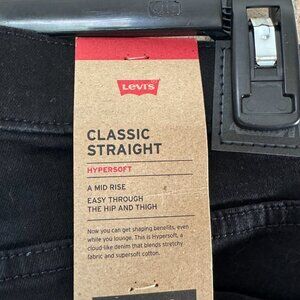 LEVI'S
CLASSIC
STRAIGHT
HYPERSOFT
A MID RISE
EASY THROUGH
THE HIP AND THIGH
Now you can get shaping benefits, even
while you lounge. This is Hypersoft, a
cloud-like denim that blends stretchy
fabric and supersoft cotton.